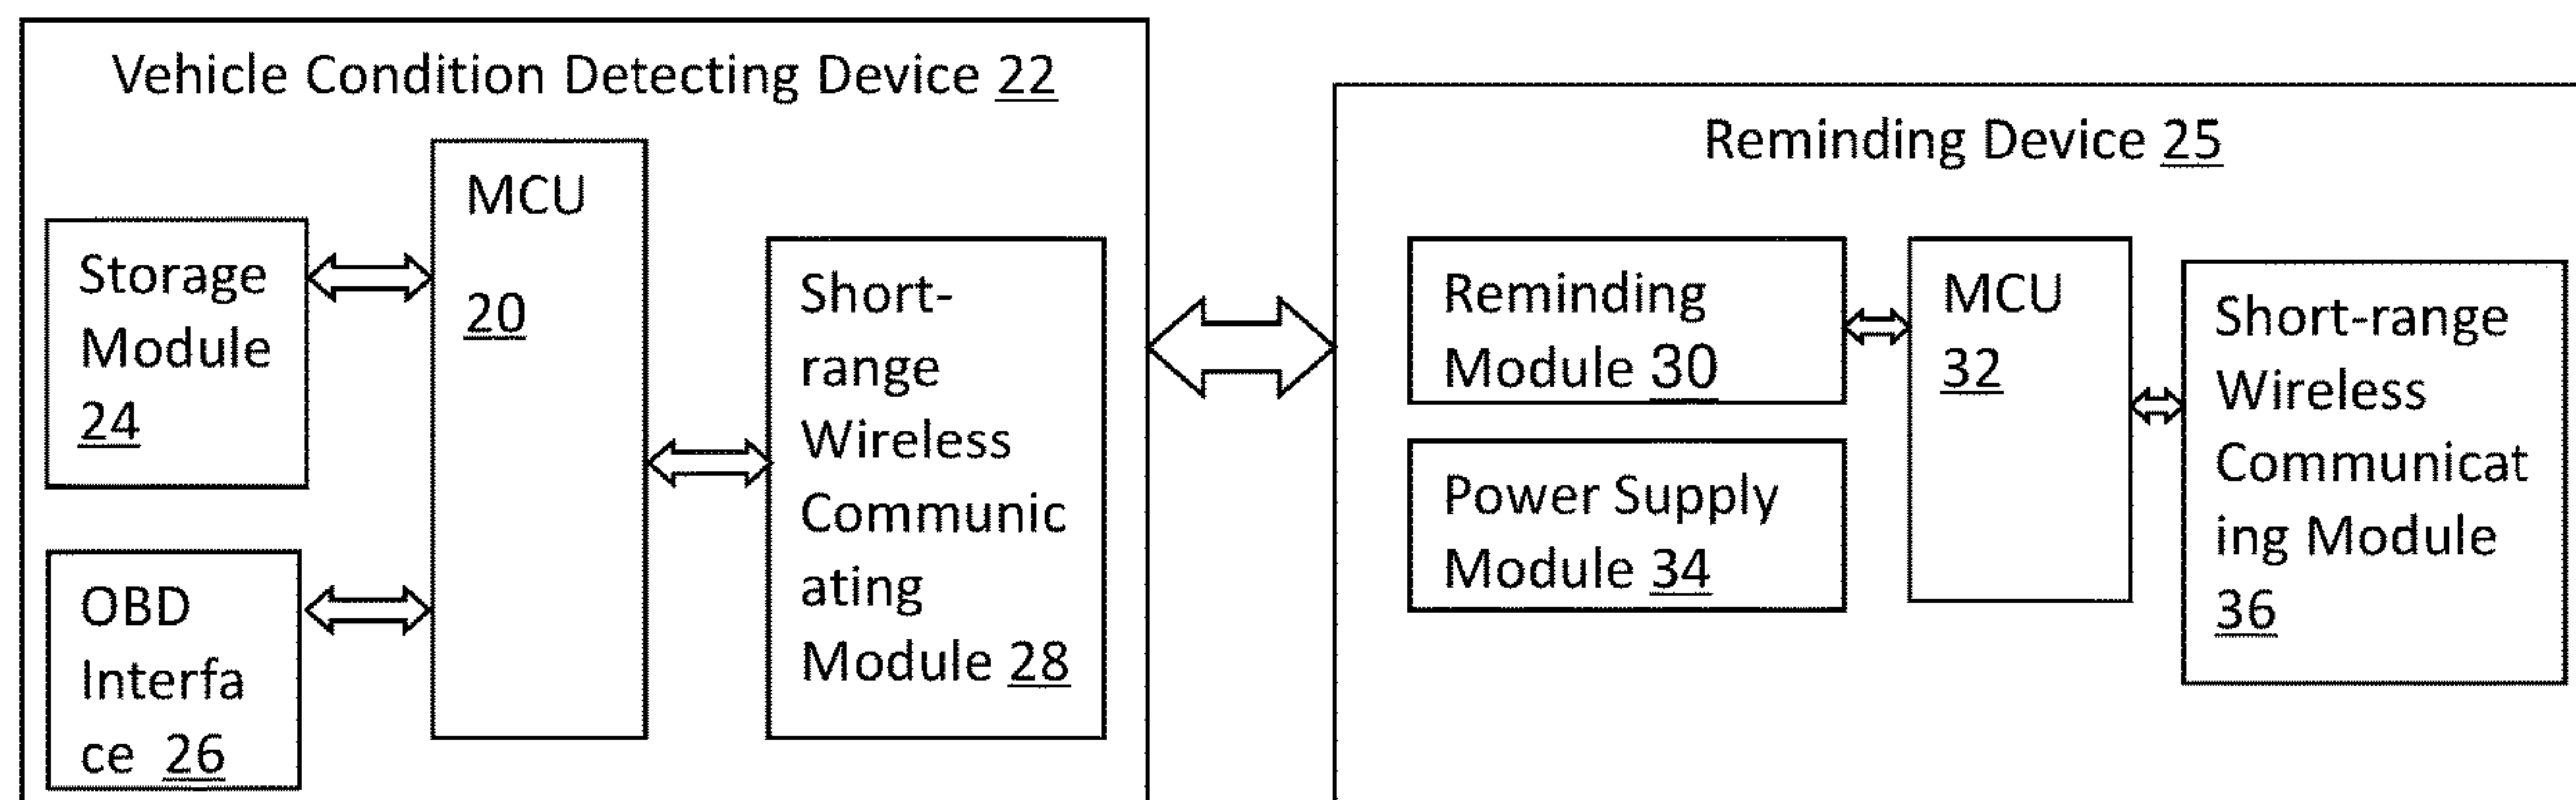 Vehicle Condition Detecting Device 22
Storage
Module
24
OBD
Interfa
ce 26
MCU
20
Short-
range
Wireless
Communic
ating
Module 28
Reminding Device 25
Reminding
Module 30
Power Supply
Module 34
MCU
32
Short-range
Wireless
Communicat
ing Module
36